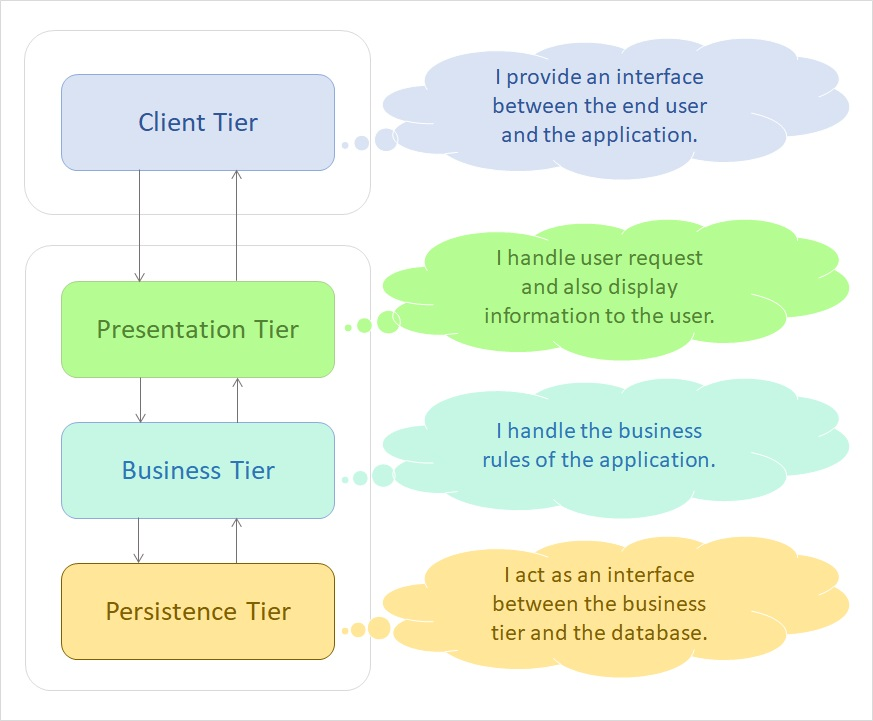 Client Tier
I provide an interface
between the end user
and the application.
Presentation Tier
I handle user request
and also display
information to the user.
Business Tier
I handle the business
rules of the application.
Persistence Tier
I act as an interface
between the business
tier and the database.